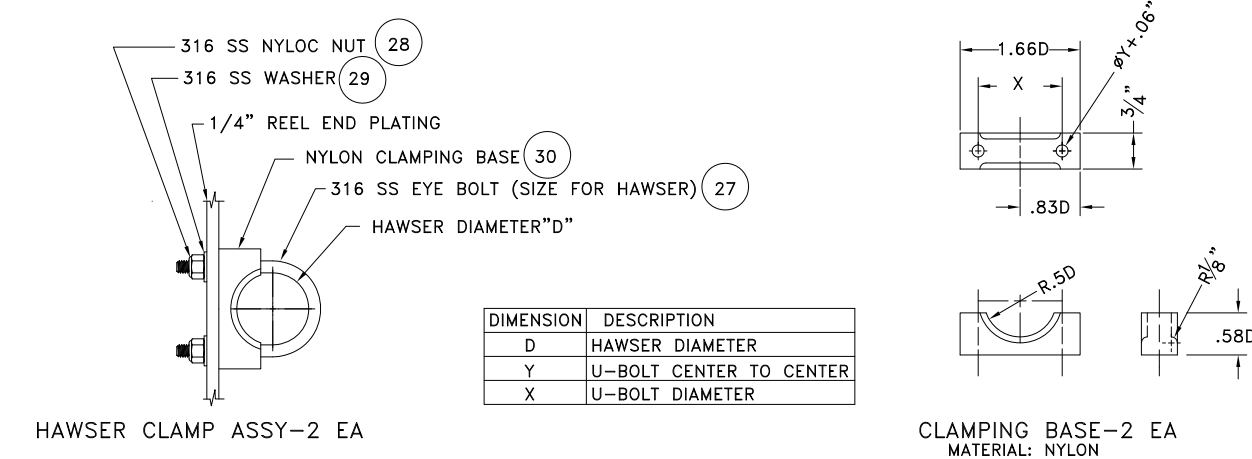 316 SS NYLOC NUT 28
316 SS WASHER 29
1/4" REEL END PLATING
NYLON CLAMPING BASE 30
316 SS EYE BOLT (SIZE FOR HAWSER) 27
HAWSER DIAMETER"D"
HAWSER CLAMP ASSY-2 EA
DIMENSION DESCRIPTION
D HAWSER DIAMETER
Y U-BOLT CENTER TO CENTER
X U-BOLT DIAMETER
1.66D
X
øY+.06"
3/4"
.83D
R.5D
R1/8"
.58D
CLAMPING BASE-2 EA
MATERIAL: NYLON